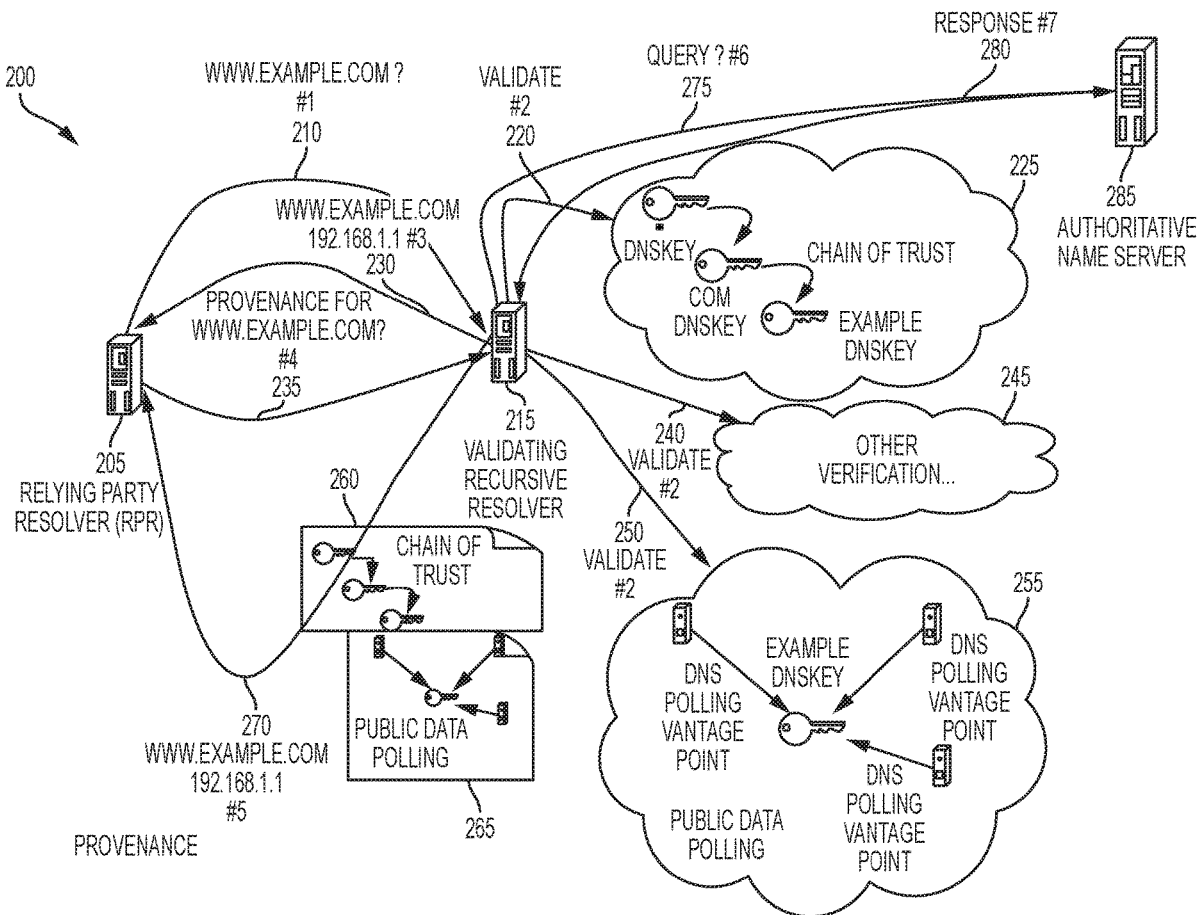 200
WWW.EXAMPLE.COM ?
#1
210
VALIDATE
#2
220
QUERY ? #6
275
RESPONSE #7
280
285
AUTHORITATIVE
NAME SERVER
WWW.EXAMPLE.COM
192.168.1.1 #3
230
PROVENANCE FOR
WWW.EXAMPLE.COM?
#4
235
205
RELYING PARTY
RESOLVER (RPR)
215
VALIDATING
RECURSIVE
RESOLVER
225
DNSKEY
CHAIN OF TRUST
COM
DNSKEY
EXAMPLE
DNSKEY
240
VALIDATE
#2
245
OTHER
VERIFICATION...
250
VALIDATE
#2
255
DNS
POLLING
VANTAGE
POINT
EXAMPLE
DNSKEY
DNS
POLLING
VANTAGE
POINT
DNS
POLLING
VANTAGE
POINT
PUBLIC DATA
POLLING
260
CHAIN OF
TRUST
PUBLIC DATA
POLLING
265
270
WWW.EXAMPLE.COM
192.168.1.1
#5
PROVENANCE